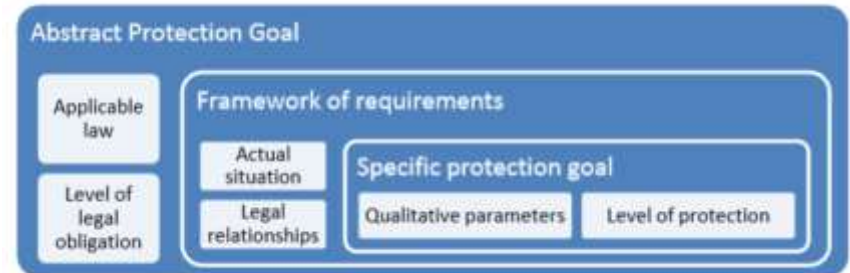 Abstract Protection Goal
Applicable
law
Level of
legal
obligation
Framework of requirements
Actual
situation
Legal
relationships
Specific protection goal
Qualitative parameters
Level of protection